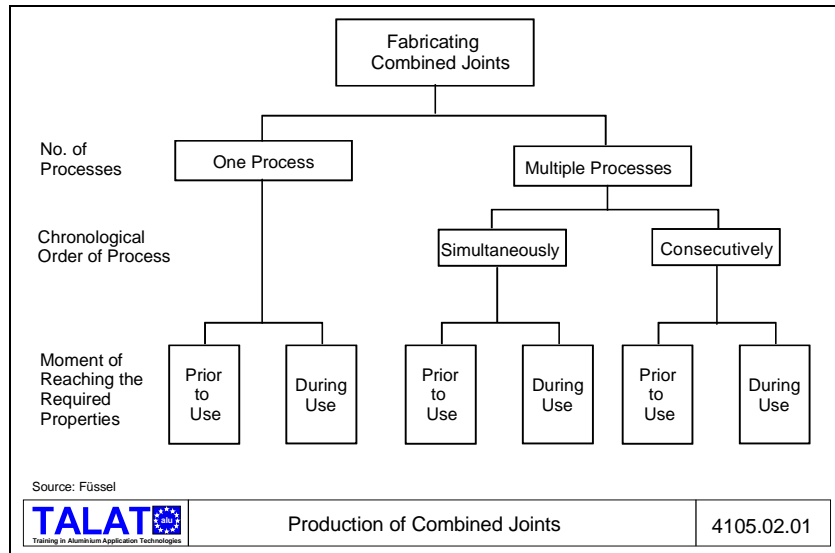 Fabricating
Combined Joints
No. of
Processes
One Process
Multiple Processes
Chronological
Order of Process
Simultaneously
Consecutively
Moment of
Reaching the
Required
Properties
Prior
to
Use
During
Use
Prior
to
Use
During
Use
Prior
to
Use
During
Use
Source: Füssel
TALAT
alu
Training in Aluminium Application Technologies
Production of Combined Joints
4105.02.01